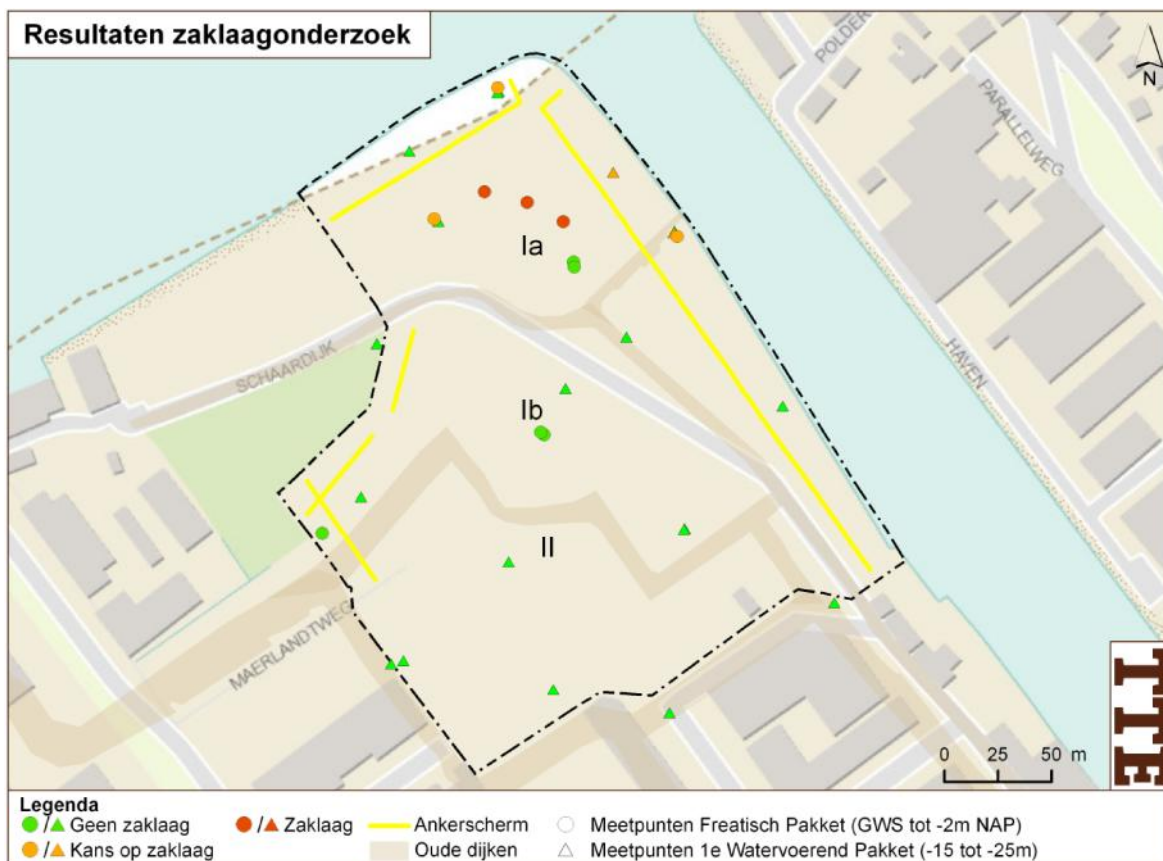 Resultaten zaklaagonderzoek
POLDER
PARALLELWEG
N
Ia
SCHAARDIJK
HAVEN
Ib
II
MAERLANDTWEG
TTE
0 25 50 m
Legenda
/ Geen zaklaag
/ Zaklaag
Ankerscherm
Meetpunten Freatisch Pakket (GWS tot -2m NAP)
/ Kans op zaklaag
Oude dijken
Meetpunten 1e Watervoerend Pakket (-15 tot -25m)